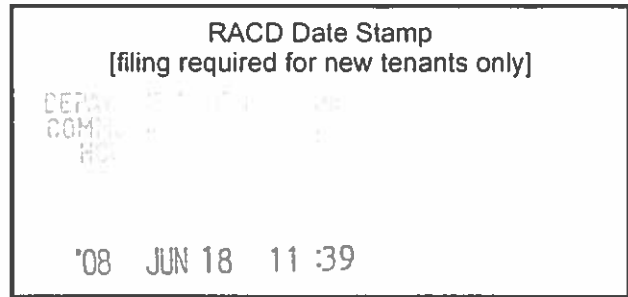 RACD Date Stamp
[filing required for new tenants only]
'08 JUN 18 11:39